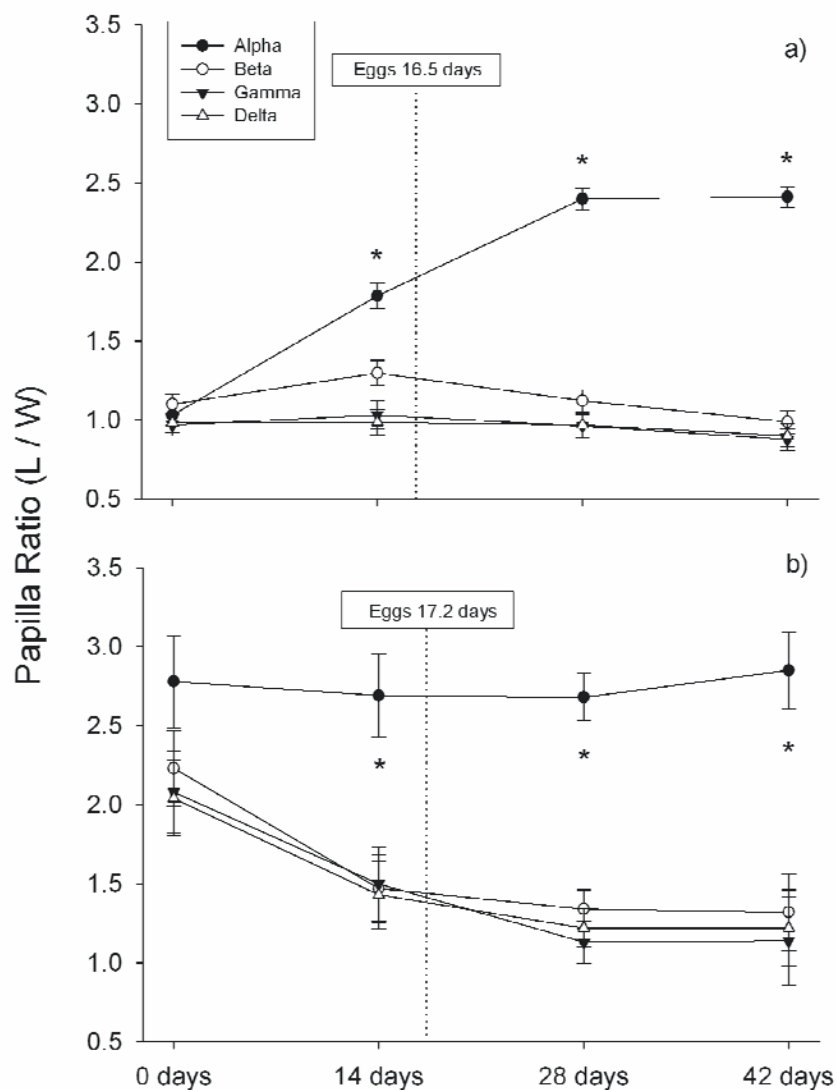 3.5
3.0
2.5
2.0
1.5
1.0
0.5
Alpha
Beta
Gamma
Delta
Eggs 16.5 days
a)
*
*
*
Papilla Ratio (L / W)
3.5
3.0
2.5
2.0
1.5
1.0
0.5
Eggs 17.2 days
b)
*
*
*
0 days 14 days 28 days 42 days